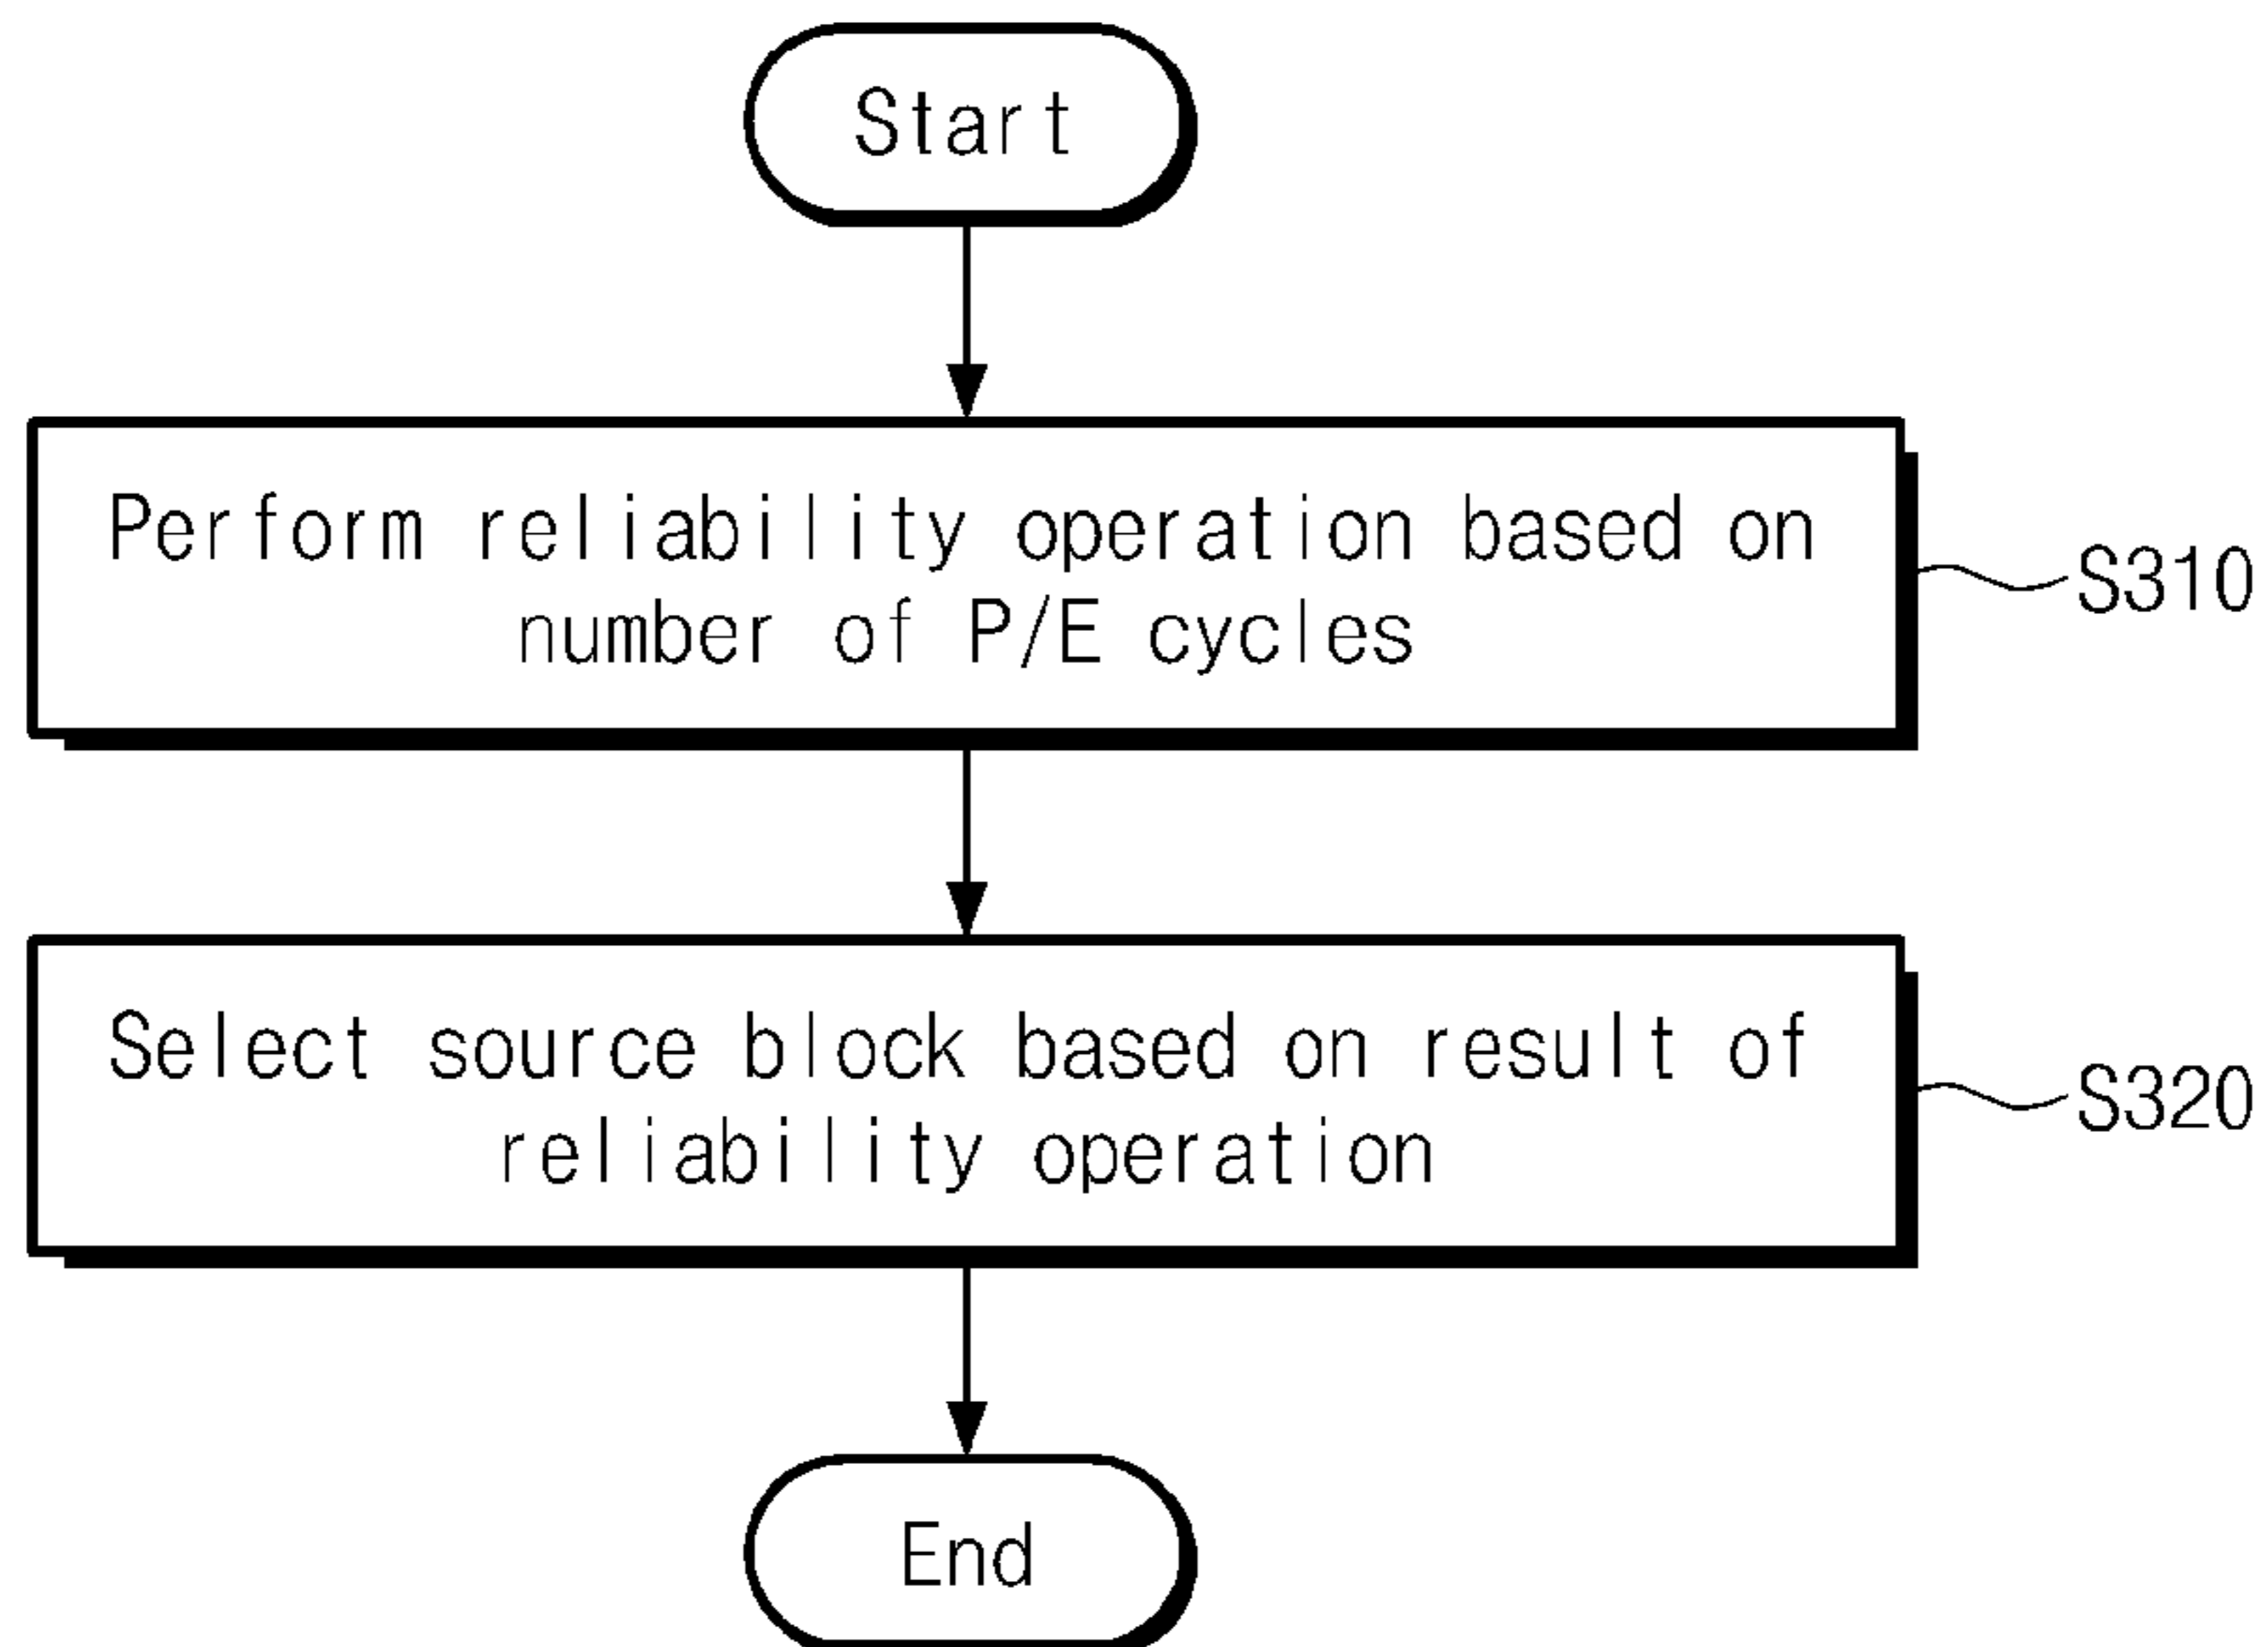 Start
Perform reliability operation based on
number of P/E cycles
S310
Select source block based on result of
reliability operation
S320
End